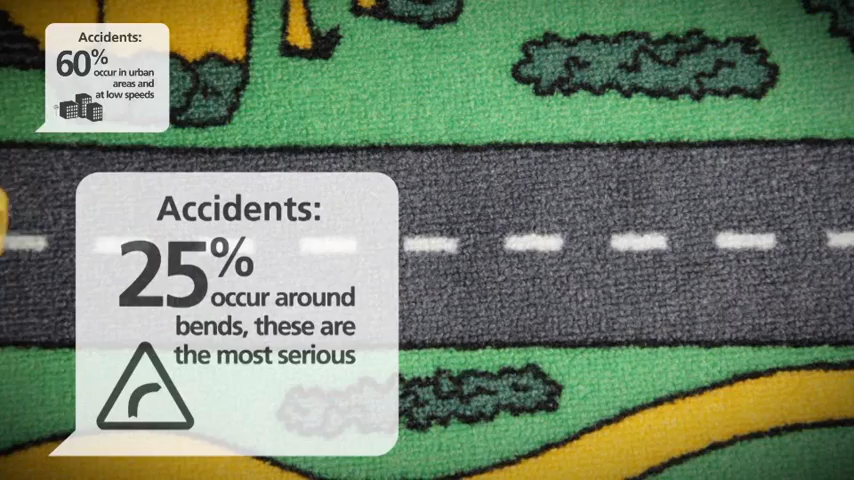 Accidents:
60%
occur in urban
areas and
at low speeds
Accidents:
25%
occur around
bends, these are
the most serious